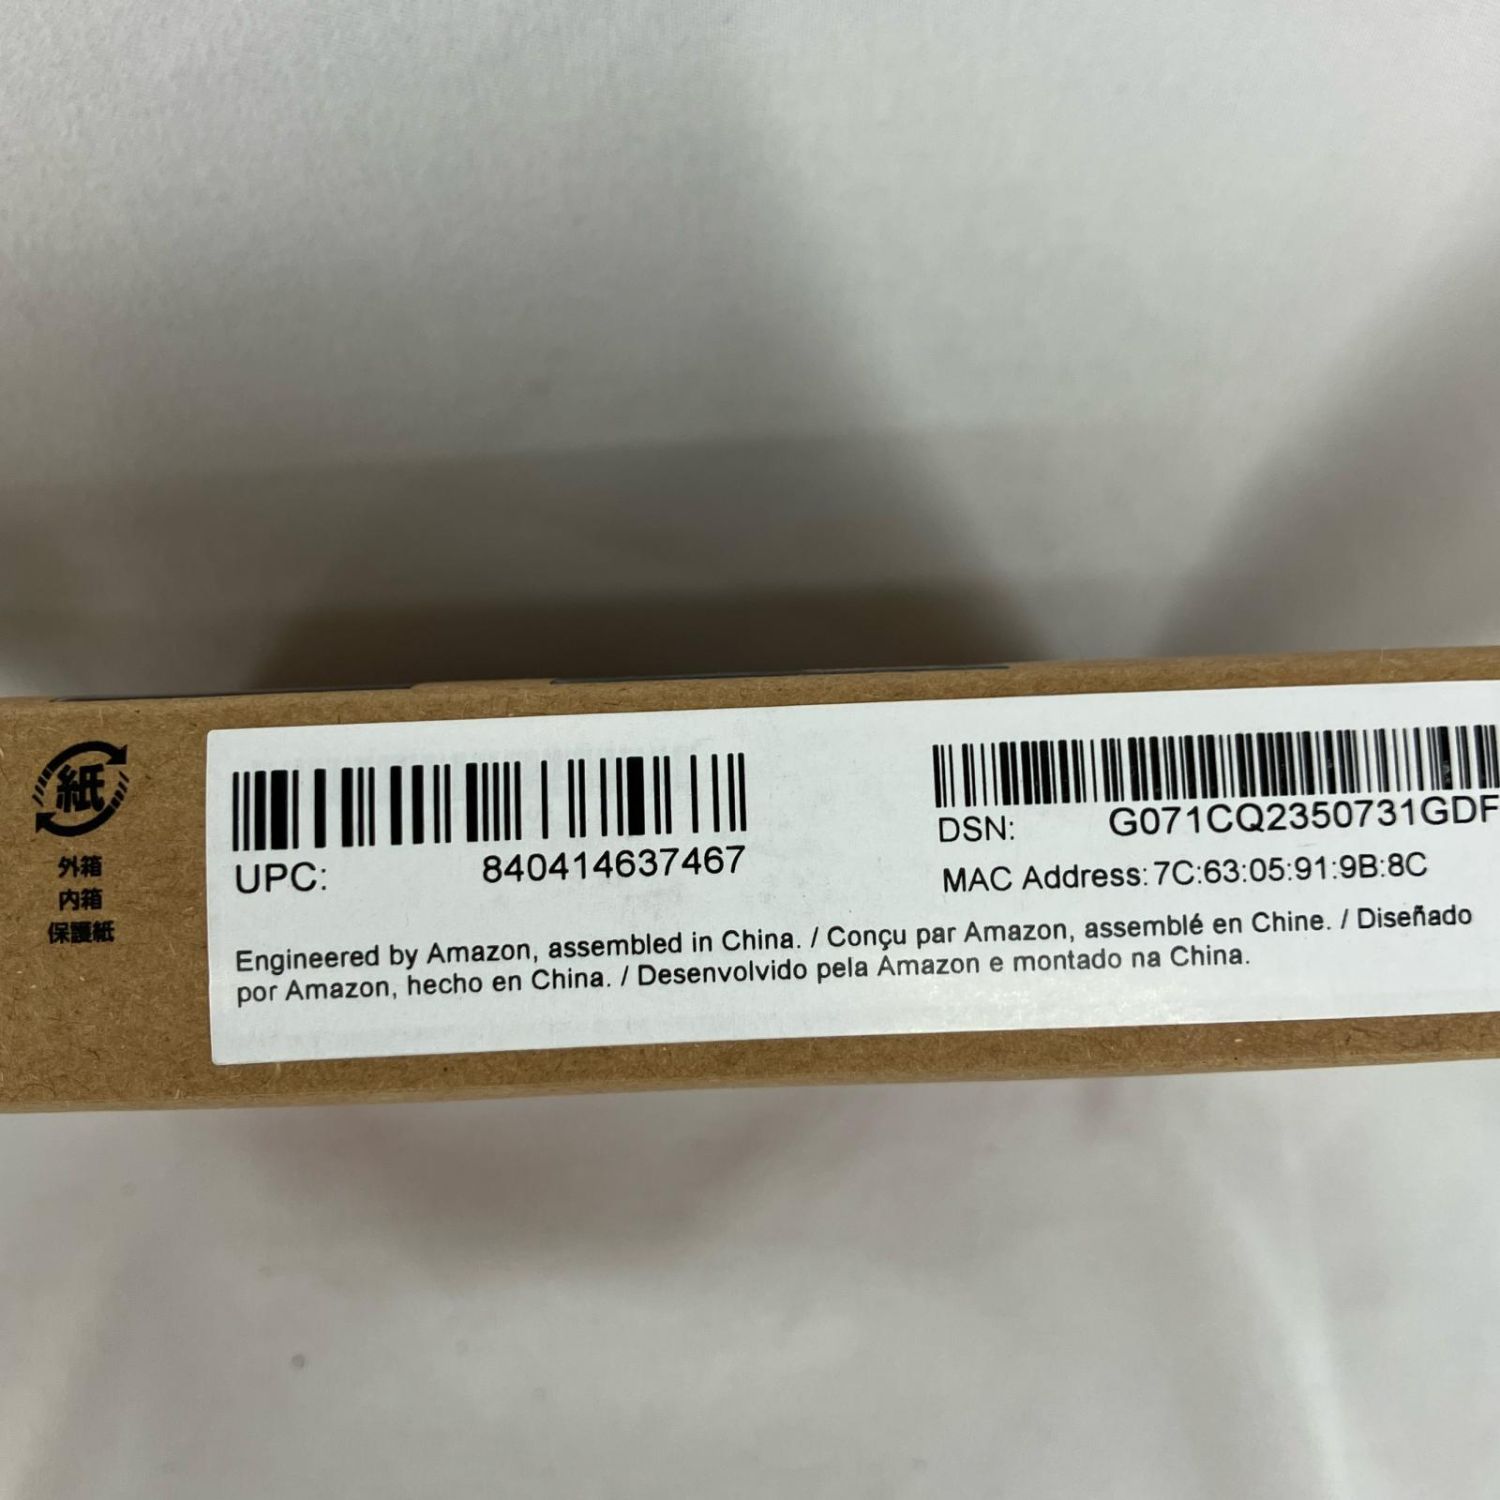 紙
外箱
内箱
保護紙
UPC: 840414637467
DSN: G071CQ2350731GDF
MAC Address: 7C:63:05:91:9B:8C
Engineered by Amazon, assembled in China. / Conçu par Amazon, assemblé en Chine. / Diseñado
por Amazon, hecho en China. / Desenvolvido pela Amazon e montado na China.